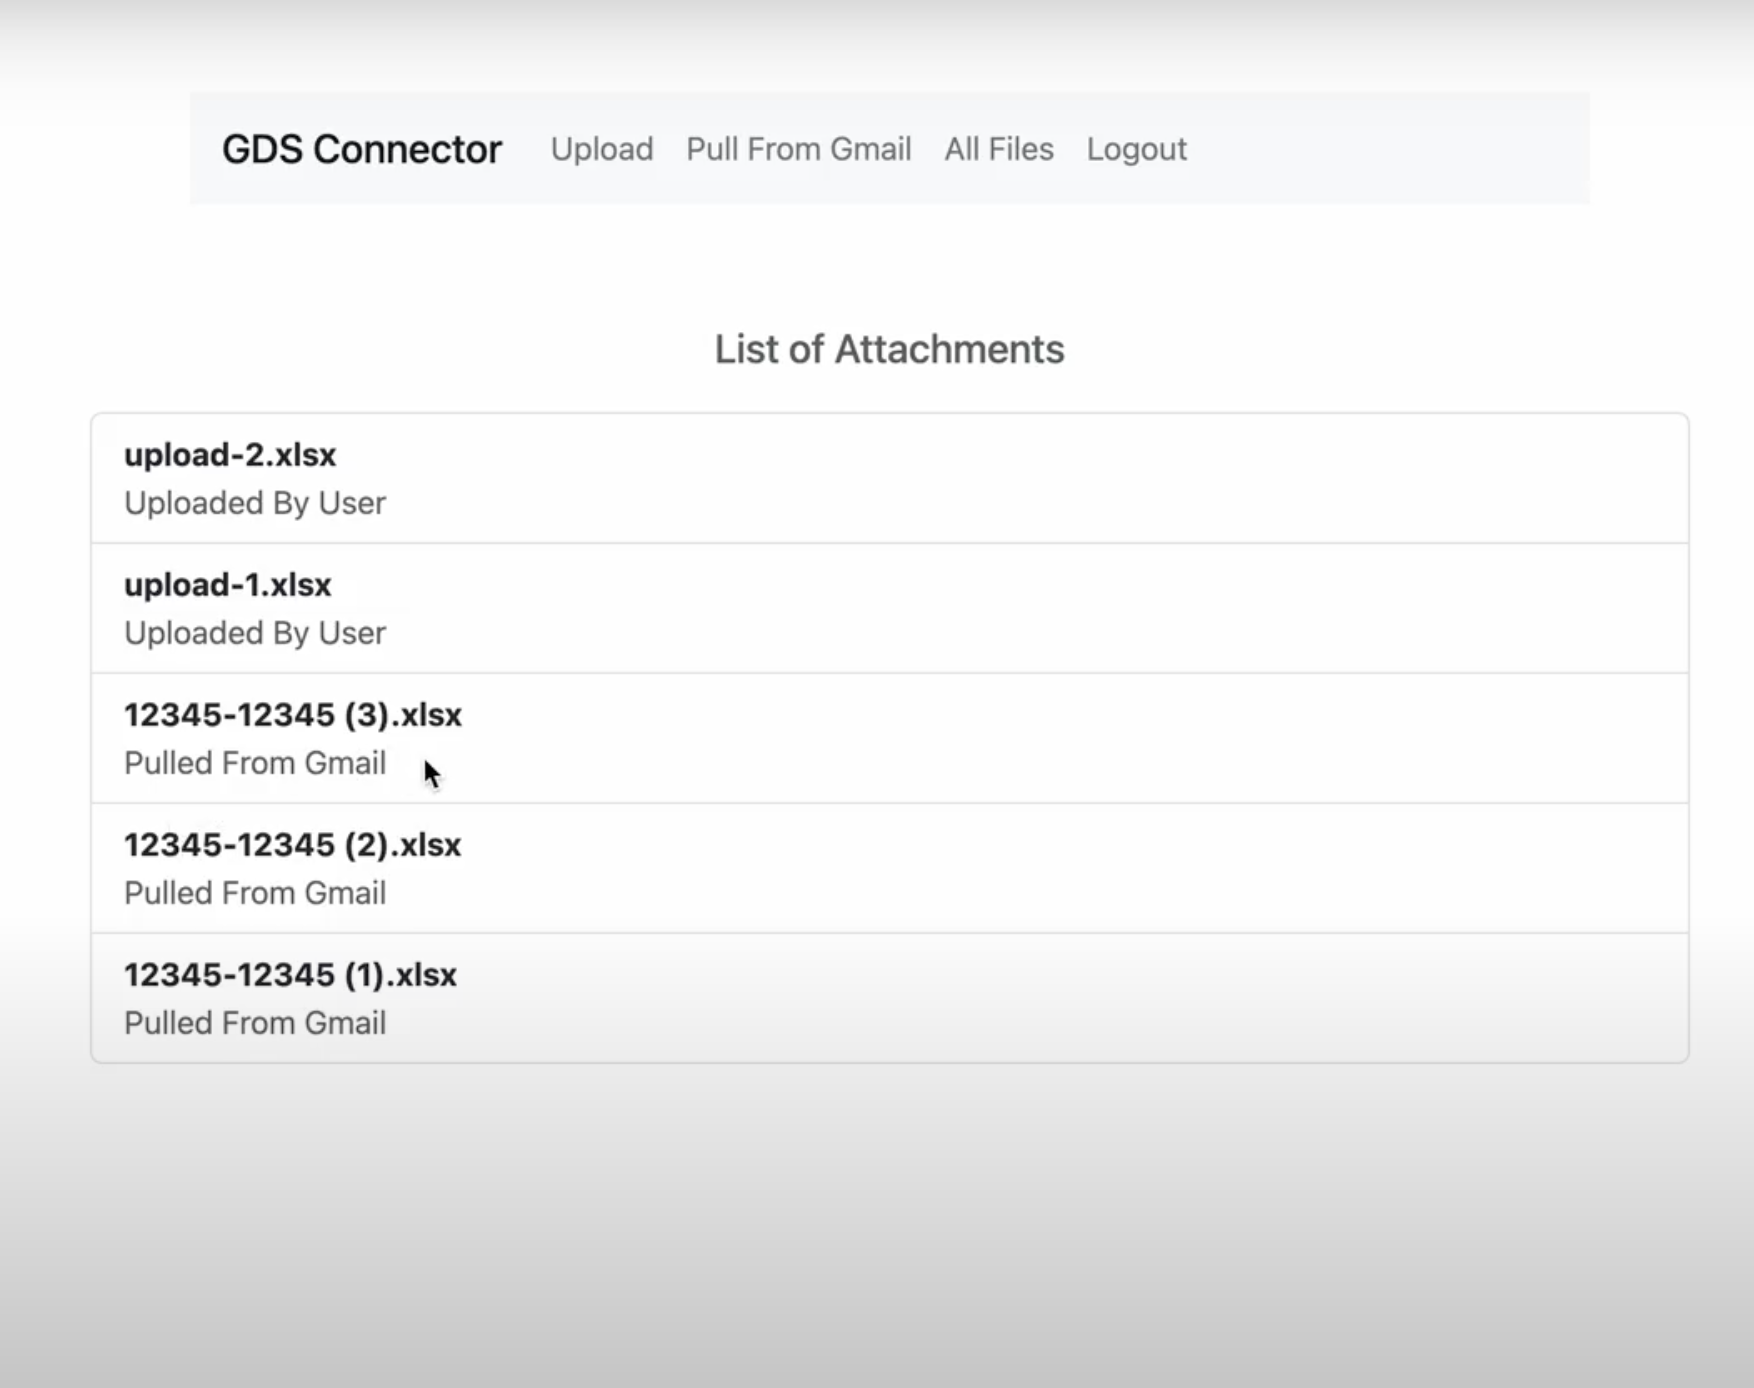 GDS Connector Upload Pull From Gmail All Files Logout
List of Attachments
upload-2.xlsx
Uploaded By User
upload-1.xlsx
Uploaded By User
12345-12345 (3).xlsx
Pulled From Gmail
12345-12345 (2).xlsx
Pulled From Gmail
12345-12345 (1).xlsx
Pulled From Gmail